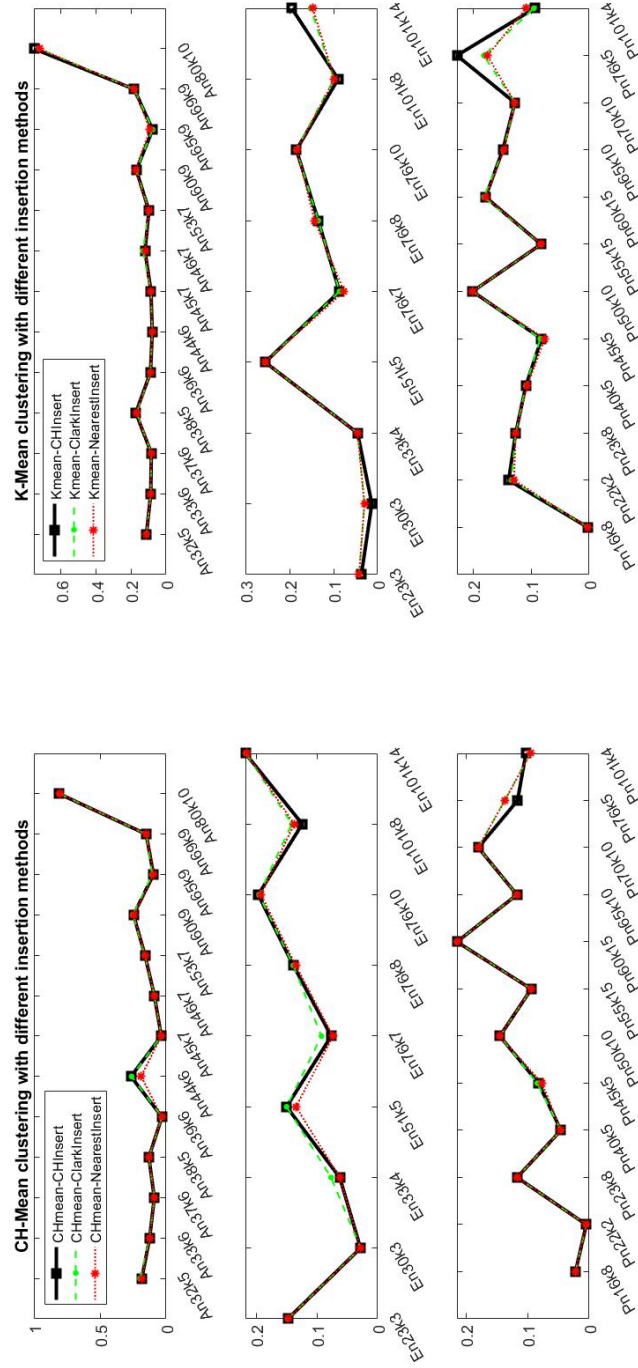 CH-Mean clustering with different insertion methods
1
0.5
0
CHmean-CHInsert
CHmean-ClarkInsert
CHmean-NearestInsert
An32k5
An33k6
An37k6
An38k5
An39k6
An44k6
An45k7
An46k7
An53k7
An60k9
An65k9
An69k9
An80k10
0.2
0.1
0
En23k3
En30k3
En33k4
En51k5
En76k7
En76k8
En76k10
En101k8
En101k14
0.2
0.1
0
Pn16k8
Pn22k2
Pn23k8
Pn40k5
Pn45k5
Pn50k10
Pn55k15
Pn60k15
Pn65k10
Pn70k10
Pn76k5
Pn101k4
K-Mean clustering with different insertion methods
0.6
0.4
0.2
0
Kmean-CHInsert
Kmean-ClarkInsert
Kmean-NearestInsert
An32k5
An33k6
An37k6
An38k5
An39k6
An44k6
An45k7
An46k7
An53k7
An60k9
An65k9
An69k9
An80k10
0.3
0.2
0.1
0
En23k3
En30k3
En33k4
En51k5
En76k7
En76k8
En76k10
En101k8
En101k14
0.2
0.1
0
Pn16k8
Pn22k2
Pn23k8
Pn40k5
Pn45k5
Pn50k10
Pn55k15
Pn60k15
Pn65k10
Pn70k10
Pn76k5
Pn101k4